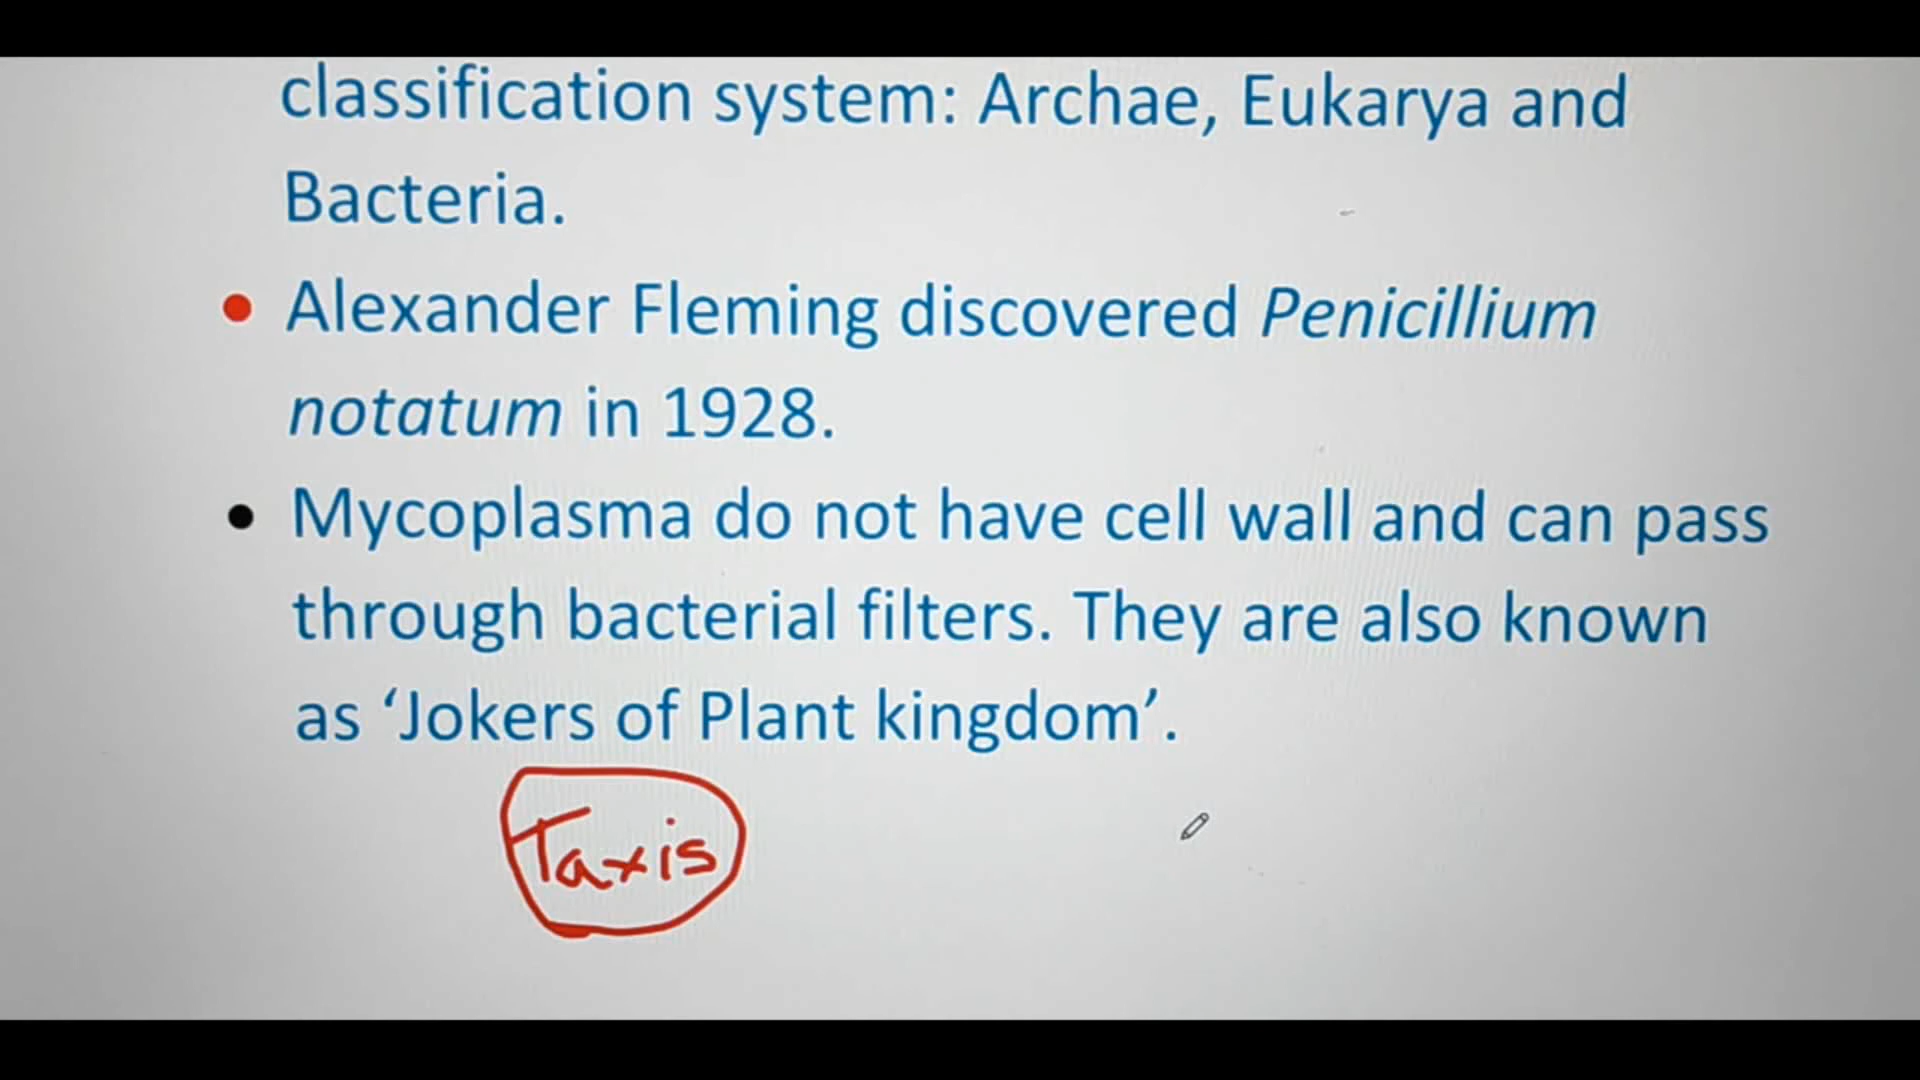 classification system: Archae, Eukarya and
Bacteria.
• Alexander Fleming discovered Penicillium
notatum in 1928.
• Mycoplasma do not have cell wall and can pass
through bacterial filters. They are also known
as ‘Jokers of Plant kingdom’.
Taxis